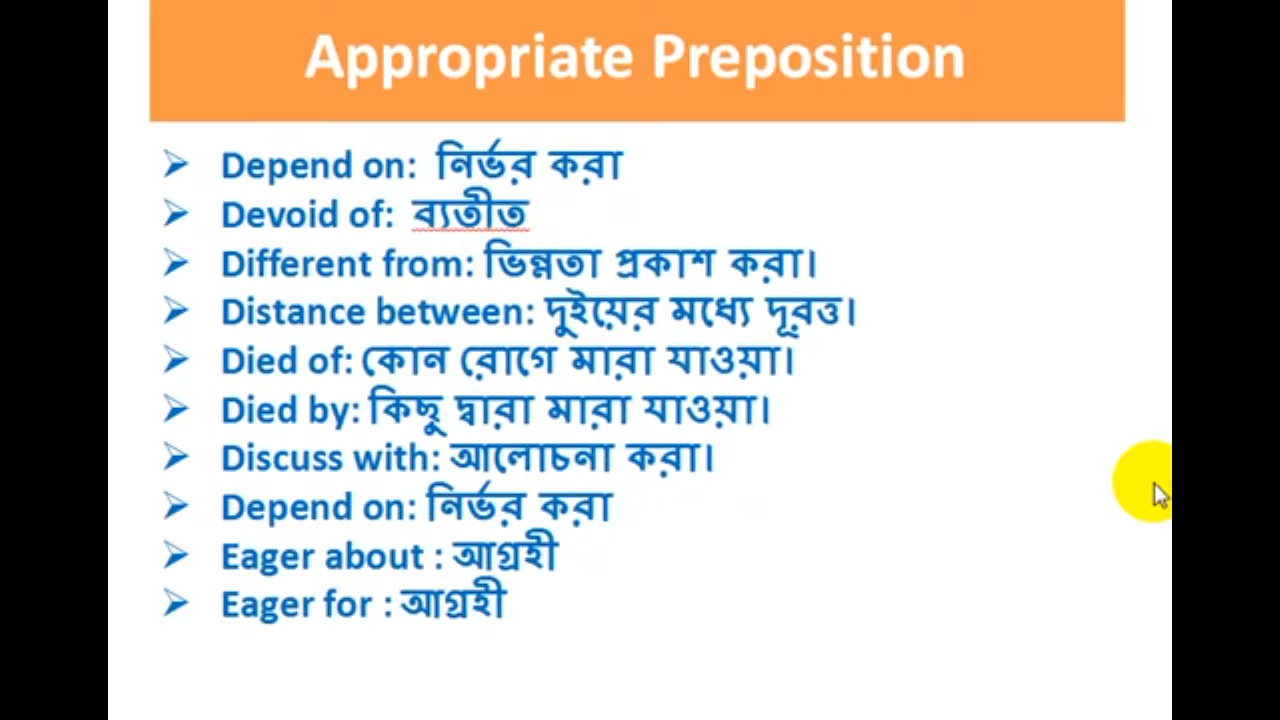 Appropriate Preposition
➢ Depend on: নির্ভর করা
➢ Devoid of: ব্যতীত
➢ Different from: ভিন্নতা প্রকাশ করা।
➢ Distance between: দুইয়ের মধ্যে দূরত্ত।
➢ Died of: কোন রোগে মারা যাওয়া।
➢ Died by: কিছু দ্বারা মারা যাওয়া।
➢ Discuss with: আলোচনা করা।
➢ Depend on: নির্ভর করা
➢ Eager about : আগ্রহী
➢ Eager for : আগ্রহী